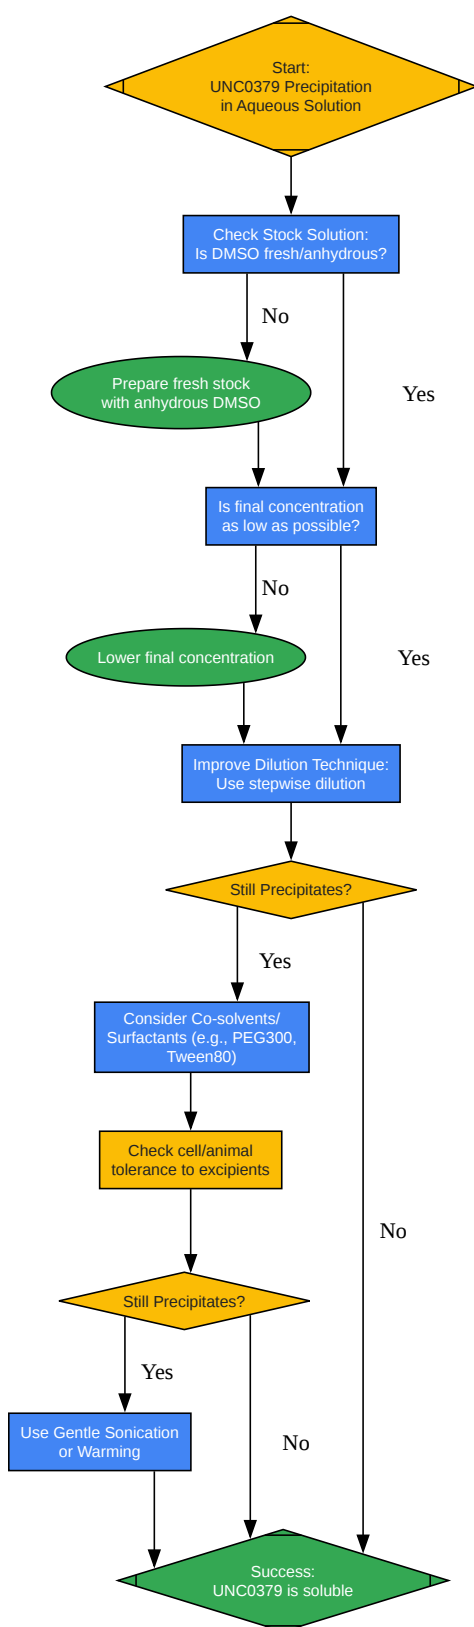 Start:
UNC0379 Precipitation
in Aqueous Solution
Check Stock Solution:
Is DMSO fresh/anhydrous?
No
Prepare fresh stock
with anhydrous DMSO
Yes
Is final concentration
as low as possible?
No
Lower final concentration
Yes
Improve Dilution Technique:
Use stepwise dilution
Still Precipitates?
Yes
Consider Co-solvents/
Surfactants (e.g., PEG300,
Tween80)
Check cell/animal
tolerance to excipients
No
Still Precipitates?
Yes
Use Gentle Sonication
or Warming
No
Success:
UNC0379 is soluble